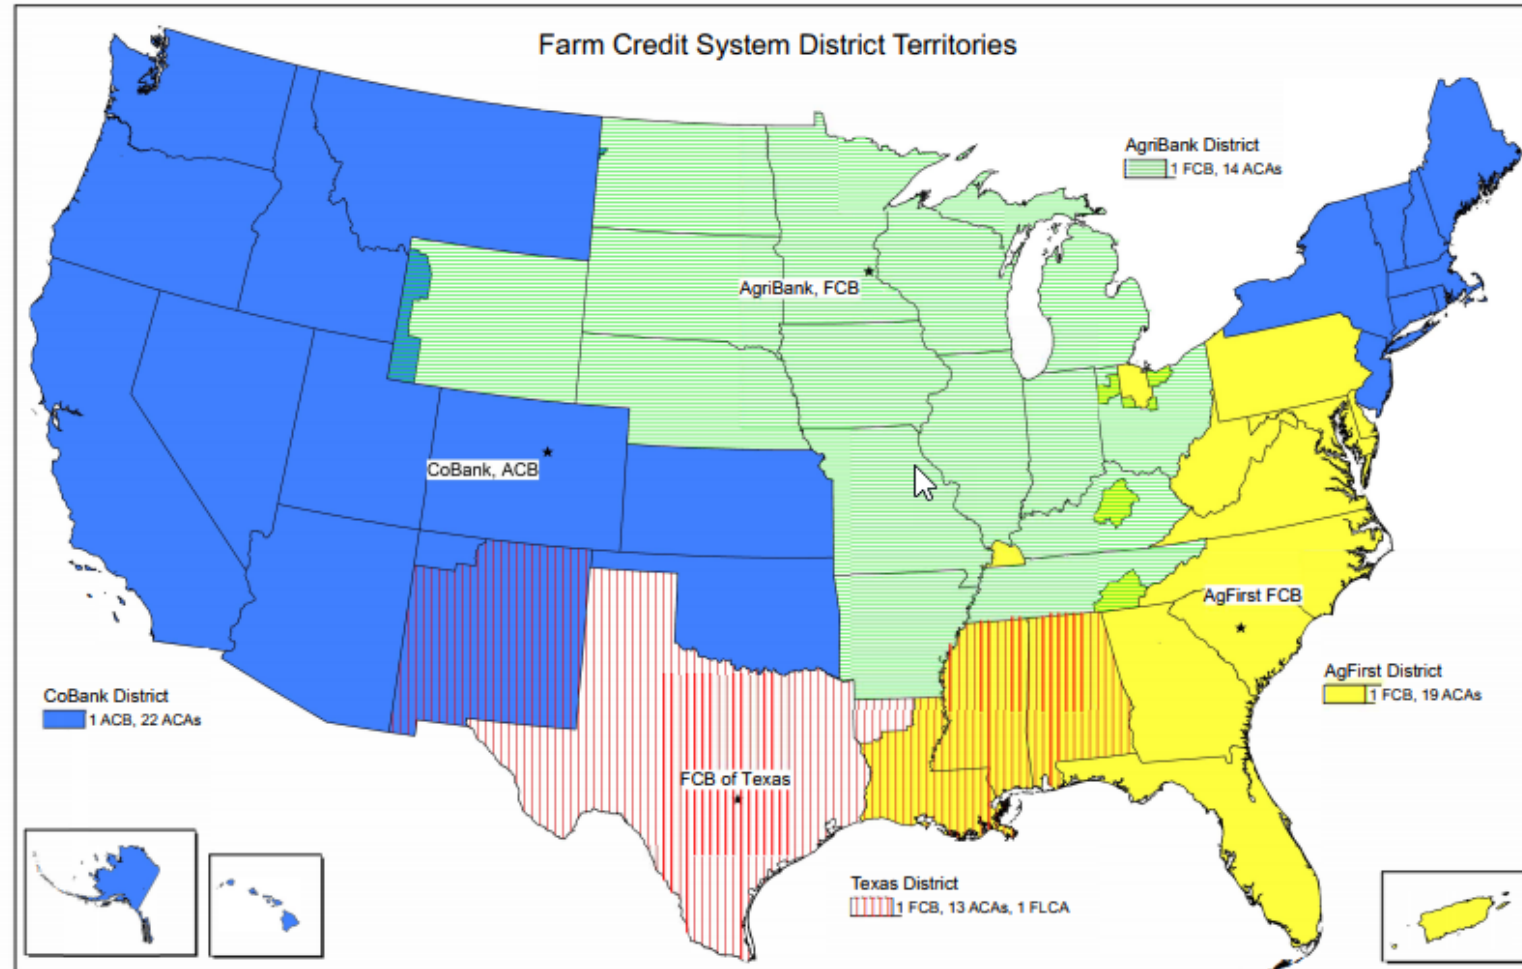 Farm Credit System District Territories
AgriBank District
1 FCB, 14 ACAs
AgriBank, FCB
CoBank, ACB
AgFirst FCB
AgFirst District
1 FCB, 19 ACAs
CoBank District
1 ACB, 22 ACAs
FCB of Texas
Texas District
1 FCB, 13 ACAs, 1 FLCA